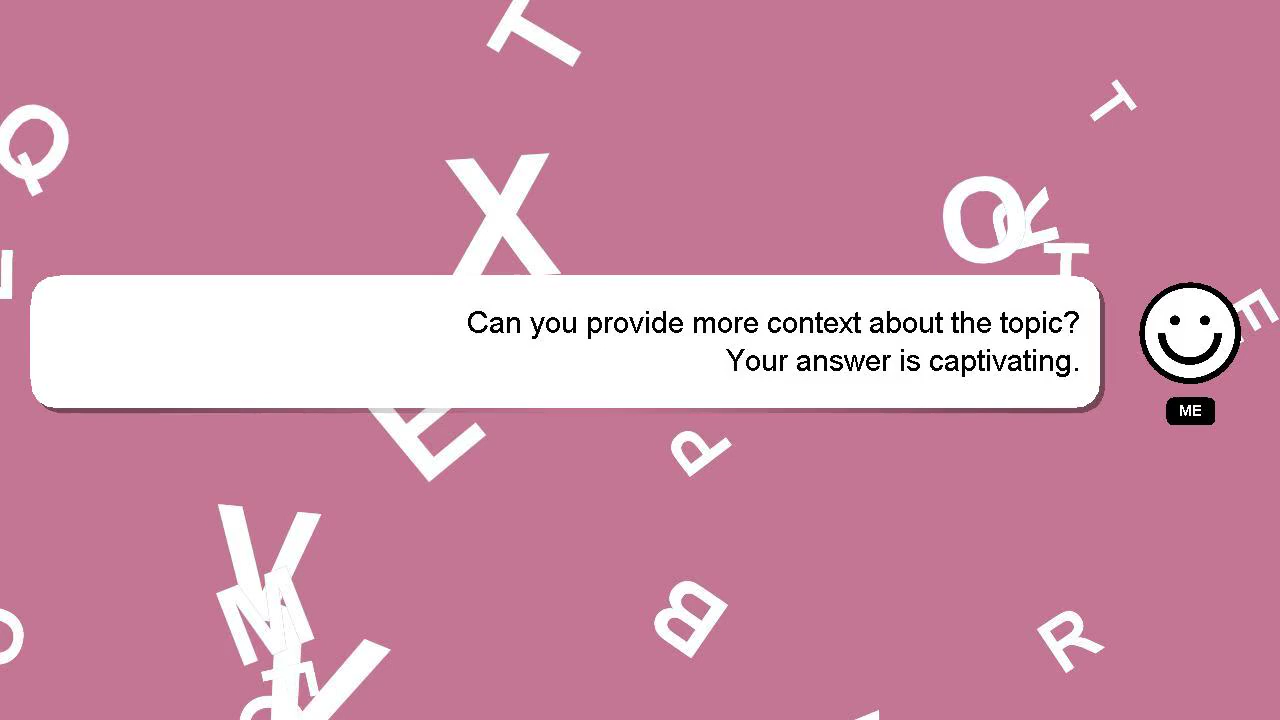 T
T
Q
X
O
R
T
E
Can you provide more context about the topic?
Your answer is captivating.
ME
E
P
V
M
B
R
V